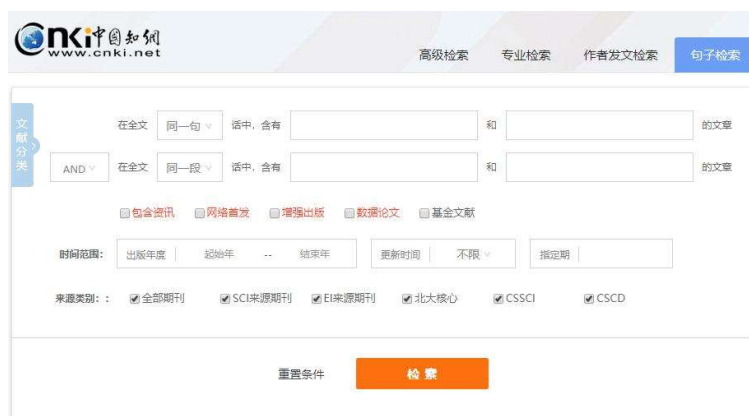 cnki中国知网
www.cnki.net
高级检索 专业检索 作者发文检索 句子检索
文献分类
在全文 同一句 话中，含有 和 的文章
AND 在全文 同一段 话中，含有 和 的文章
包含资讯 网络首发 增强出版 数据论文 基金文献
时间范围： 出版年度 起始年 -- 结束年 更新时间 不限 指定期
来源类别：： 全部期刊 SCI来源期刊 EI来源期刊 北大核心 CSSCI CSCD
重置条件 检索